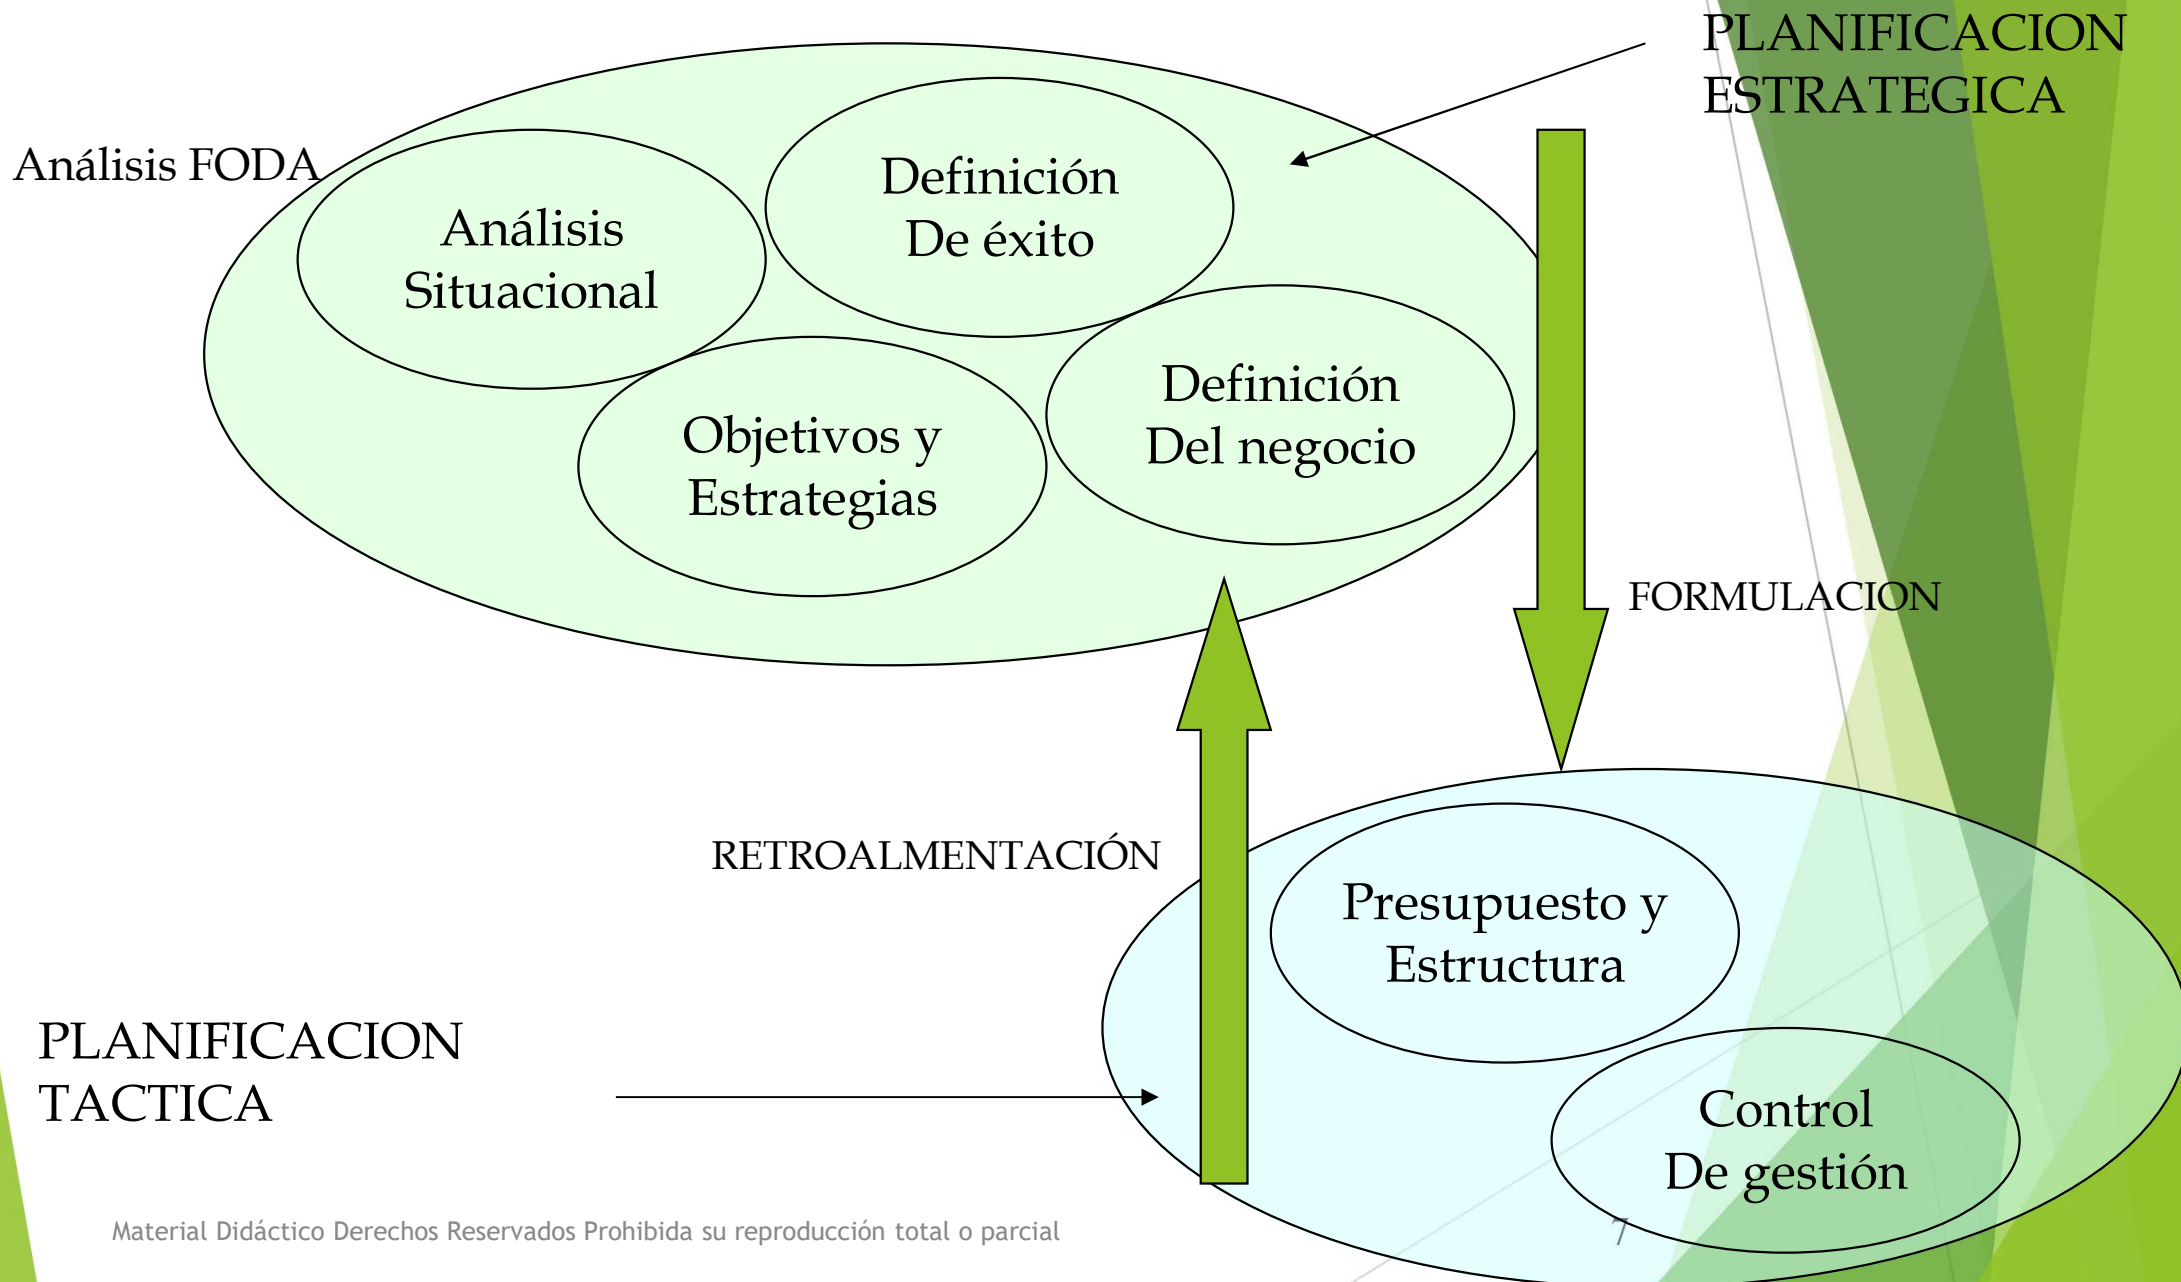 PLANIFICACION
ESTRATEGICA
Análisis FODA
Definición
De éxito
Análisis
Situacional
Definición
Del negocio
Objetivos y
Estrategias
FORMULACION
RETROALMENTACIÓN
Presupuesto y
Estructura
PLANIFICACION
TACTICA
Control
De gestión
Material Didáctico Derechos Reservados Prohibida su reproducción total o parcial
7